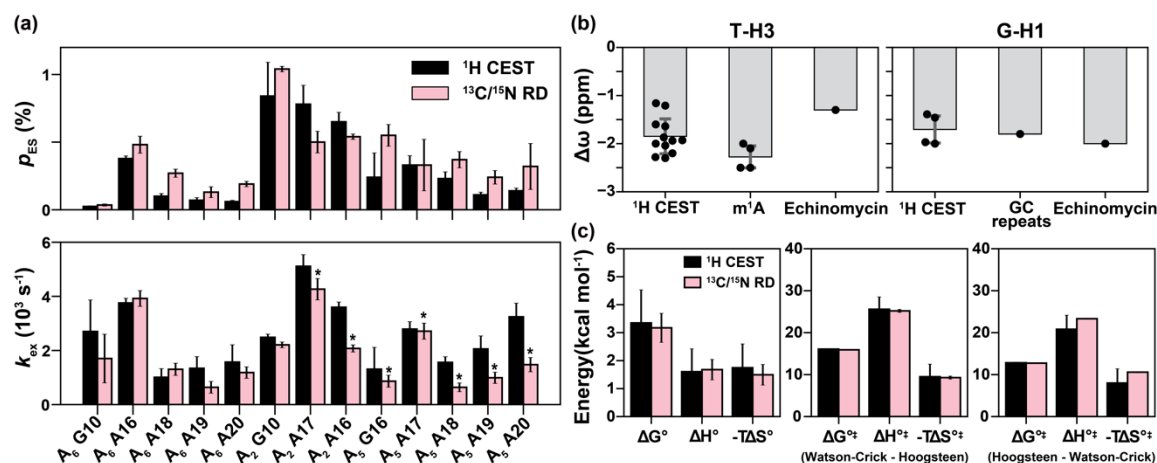 (a)
1
0
pES (%)
¹H CEST
¹³C/¹⁵N RD
6
4
2
0
kex (10³ s⁻¹)
* * * * * * *
A₆ G10
A₆ A16
A₆ A18
A₆ A19
A₆ A20
A₂ G10
A₂ A17
A₂ A16
A₅ G16
A₅ A17
A₅ A18
A₅ A19
A₅ A20
(b)
T-H3 G-H1
0
−1
−2
−3
Δω (ppm)
¹H CEST m¹A Echinomycin
¹H CEST GC repeats Echinomycin
(c)
6
5
4
3
2
1
0
Energy(kcal mol⁻¹)
¹H CEST
¹³C/¹⁵N RD
ΔG° ΔH° -TΔS°
40
30
20
10
0
ΔG°‡ ΔH°‡ -TΔS°‡
(Watson-Crick - Hoogsteen)
40
30
20
10
0
ΔG°‡ ΔH°‡ -TΔS°‡
(Hoogsteen - Watson-Crick)